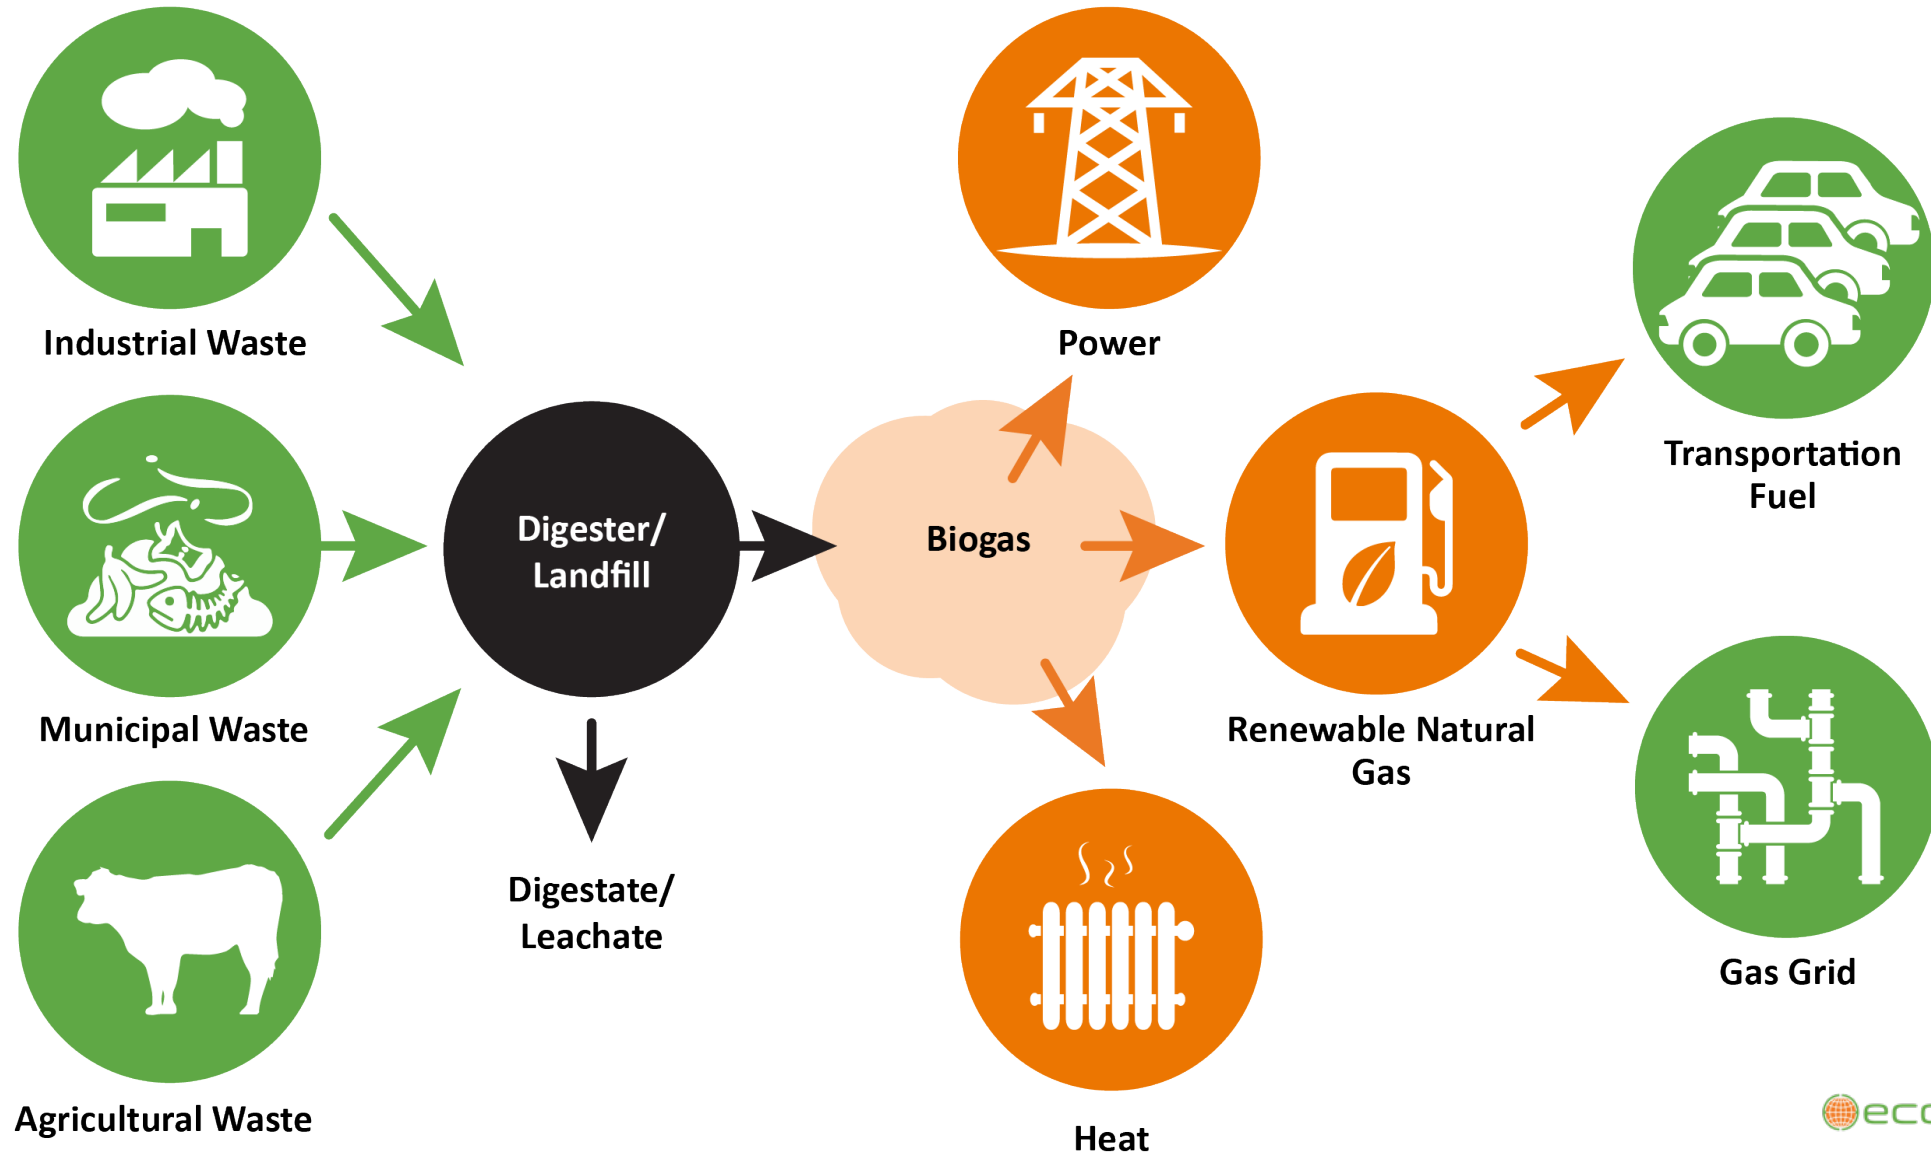 Industrial Waste
Municipal Waste
Agricultural Waste
Digester/
Landfill
Digestate/
Leachate
Biogas
Power
Heat
Renewable Natural
Gas
Transportation
Fuel
Gas Grid